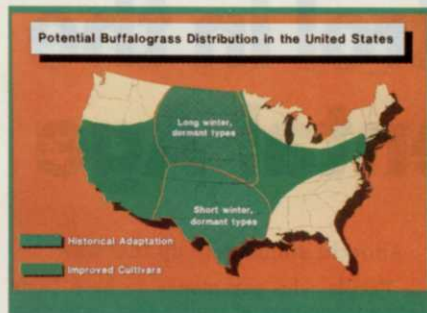 Potential Buffalograss Distribution in the United States
Long winter,
dormant types
Short winter,
dormant types
Historical Adaptation
Improved Cultivars